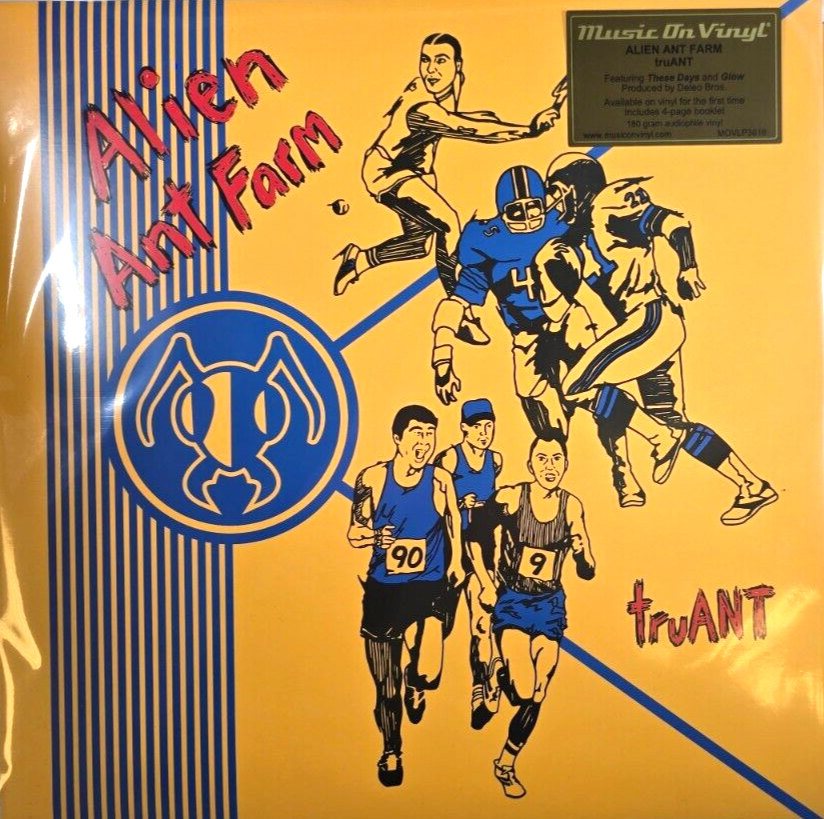 Alien
Ant Farm
Music On Vinyl
ALIEN ANT FARM
truANT
Featuring These Days and Glow
Produced by Deleo Bros.
Available on vinyl for the first time
Includes 4-page booklet
180 gram audiophile vinyl
www.musiconvinyl.com
4
90
9
truANT